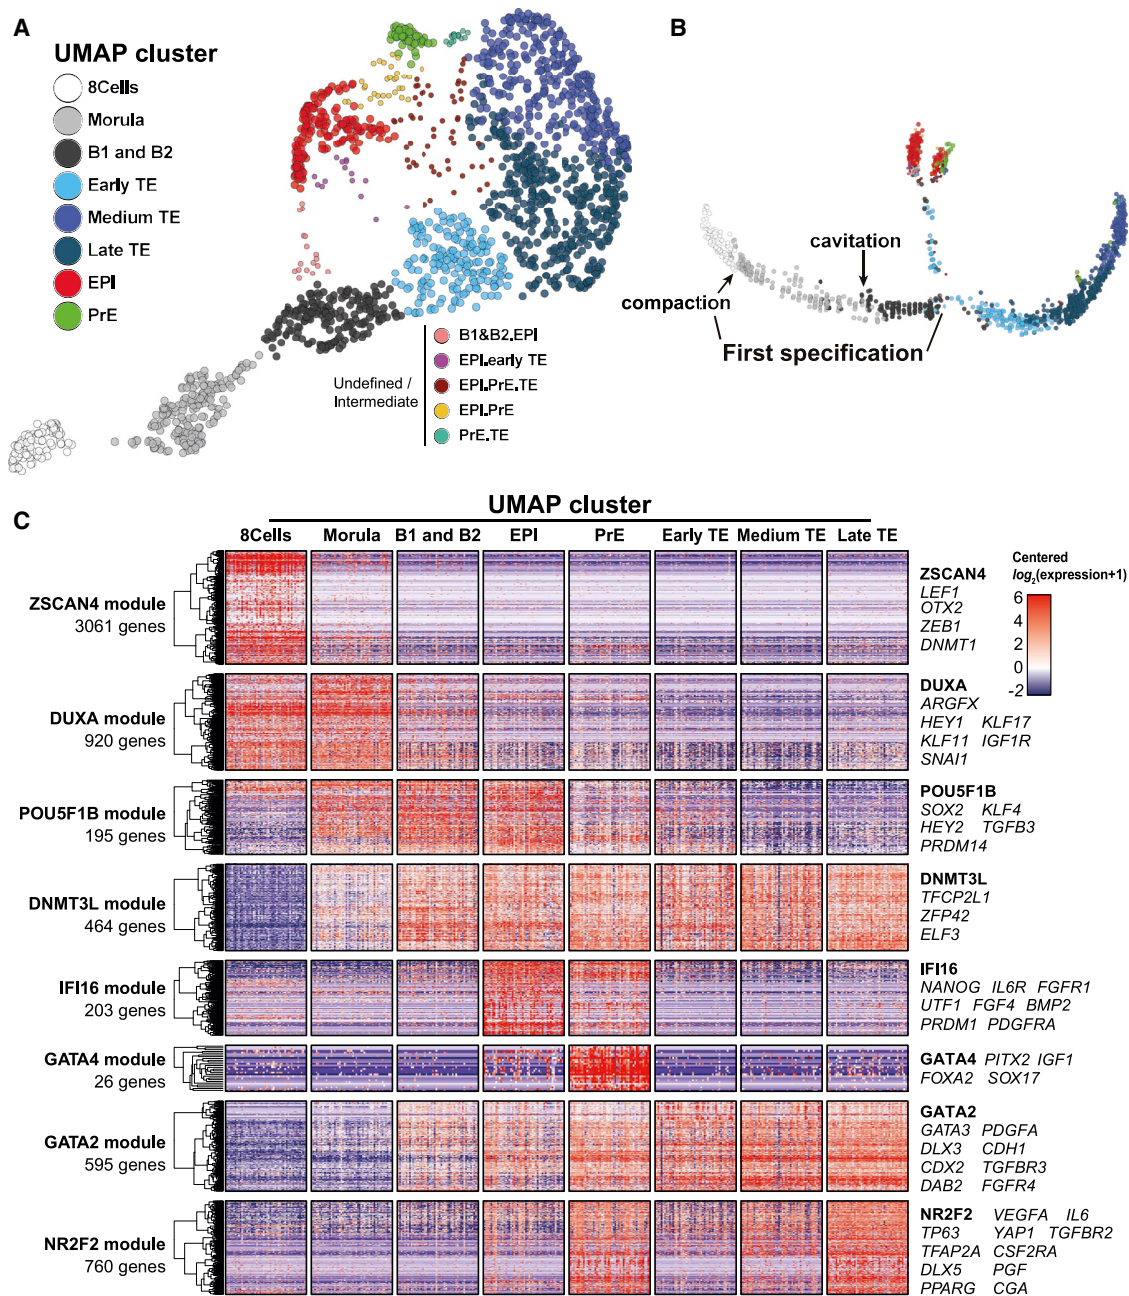 A
UMAP cluster
8Cells
Morula
B1 and B2
Early TE
Medium TE
Late TE
EPI
PrE
Undefined /
Intermediate
B1&B2.EPI
EPI.early TE
EPI.PrE.TE
EPI.PrE
PrE.TE
B
cavitation
compaction
First specification
C
UMAP cluster
8Cells Morula B1 and B2 EPI PrE Early TE Medium TE Late TE
ZSCAN4 module
3061 genes
ZSCAN4
LEF1
OTX2
ZEB1
DNMT1
Centered
log2(expression+1)
6
4
2
0
-2
DUXA module
920 genes
DUXA
ARGFX
HEY1 KLF17
KLF11 IGF1R
SNAI1
POU5F1B module
195 genes
POU5F1B
SOX2 KLF4
HEY2 TGFB3
PRDM14
DNMT3L module
464 genes
DNMT3L
TFCP2L1
ZFP42
ELF3
IFI16 module
203 genes
IFI16
NANOG IL6R FGFR1
UTF1 FGF4 BMP2
PRDM1 PDGFRA
GATA4 module
26 genes
GATA4 PITX2 IGF1
FOXA2 SOX17
GATA2 module
595 genes
GATA2
GATA3 PDGFA
DLX3 CDH1
CDX2 TGFBR3
DAB2 FGFR4
NR2F2 module
760 genes
NR2F2 VEGFA IL6
TP63 YAP1 TGFBR2
TFAP2A CSF2RA
DLX5 PGF
PPARG CGA